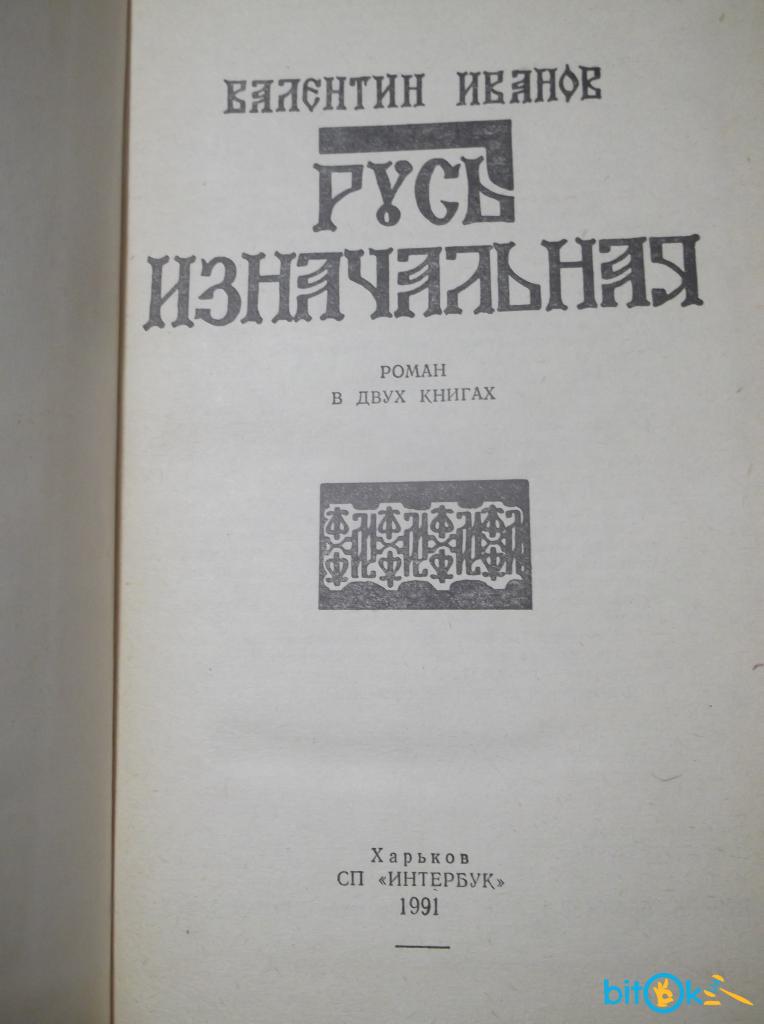 ВАЛЕНТИН ИВАНОВ
РУСЬ
ИЗНАЧАЛЬНАЯ
РОМАН
В ДВУХ КНИГАХ
Харьков
СП «ИНТЕРБУК»
1991
bitOk